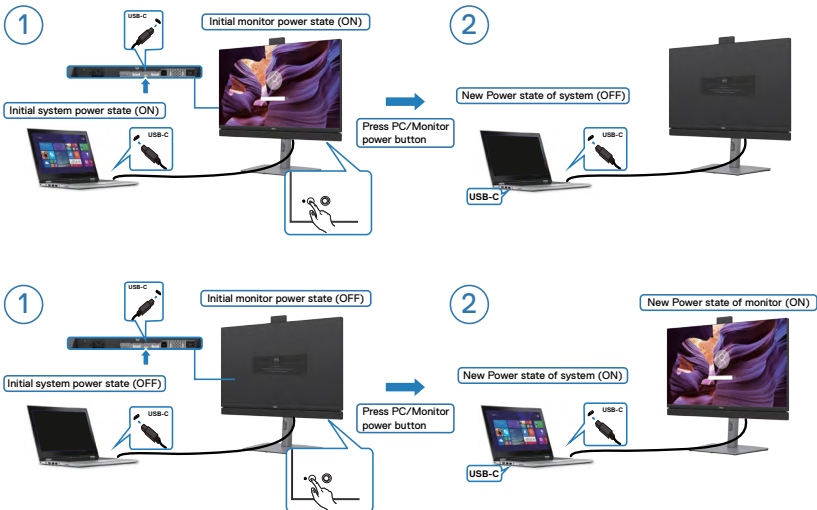 1
USB-C
Initial monitor power state (ON)
Initial system power state (ON)
USB-C
Press PC/Monitor
power button
2
New Power state of system (OFF)
USB-C
USB-C
1
USB-C
Initial monitor power state (OFF)
Initial system power state (OFF)
USB-C
Press PC/Monitor
power button
2
New Power state of monitor (ON)
New Power state of system (ON)
USB-C
USB-C